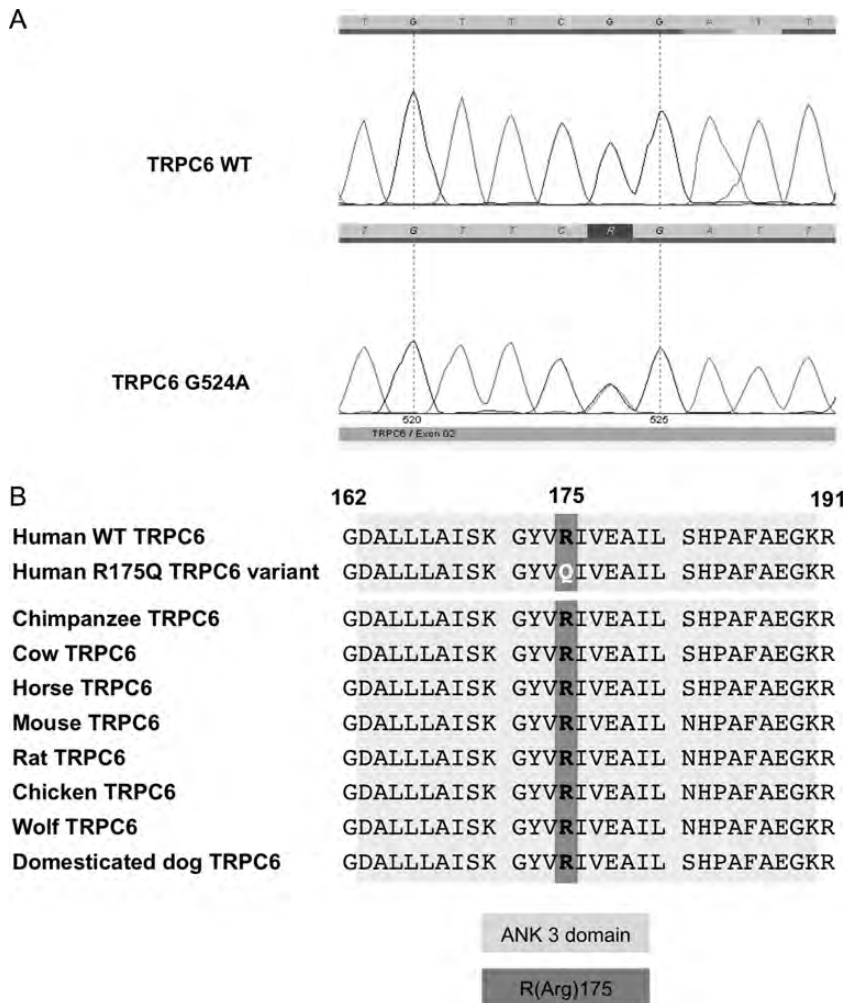 A
T G T T C G G A T T
TRPC6 WT
T G T T C R G A T T
TRPC6 G524A
520 525
TRPC6 / Exon 02
B
162 175 191
Human WT TRPC6 GDALLLAISK GYVRIVEAIL SHPAFAEGKR
Human R175Q TRPC6 variant GDALLLAISK GYVQIVEAIL SHPAFAEGKR
Chimpanzee TRPC6 GDALLLAISK GYVRIVEAIL SHPAFAEGKR
Cow TRPC6 GDALLLAISK GYVRIVEAIL SHPAFAEGKR
Horse TRPC6 GDALLLAISK GYVRIVEAIL SHPAFAEGKR
Mouse TRPC6 GDALLLAISK GYVRIVEAIL NHPAFAEGKR
Rat TRPC6 GDALLLAISK GYVRIVEAIL NHPAFAEGKR
Chicken TRPC6 GDALLLAISK GYVRIVEAIL NHPAFAEGKR
Wolf TRPC6 GDALLLAISK GYVRIVEAIL NHPAFAEGKR
Domesticated dog TRPC6 GDALLLAISK GYVRIVEAIL SHPAFAEGKR
ANK 3 domain
R(Arg)175